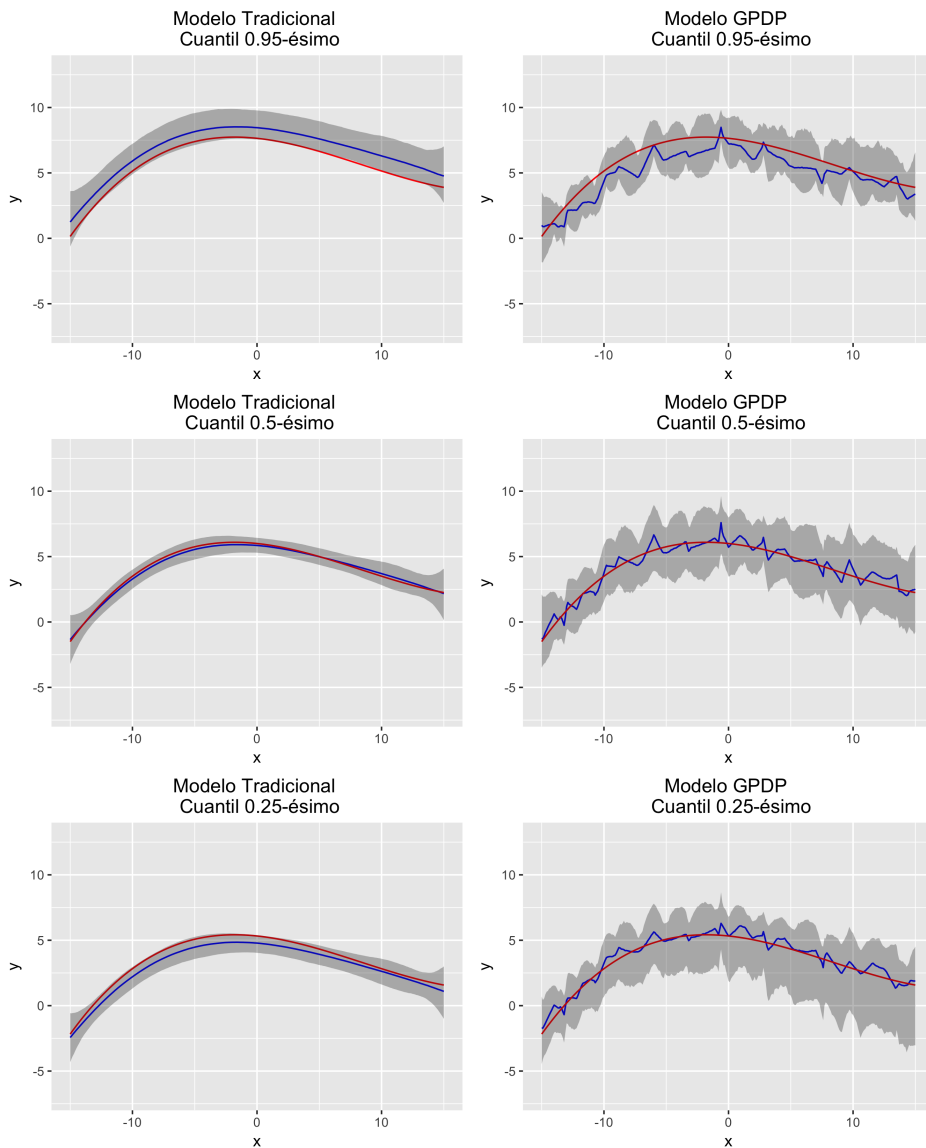 Modelo Tradicional
Cuantil 0.95-ésimo
10
5
0
-5
y
-10
0
10
x
Modelo GPDP
Cuantil 0.95-ésimo
10
5
0
-5
y
-10
0
10
x
Modelo Tradicional
Cuantil 0.5-ésimo
10
5
0
-5
y
-10
0
10
x
Modelo GPDP
Cuantil 0.5-ésimo
10
5
0
-5
y
-10
0
10
x
Modelo Tradicional
Cuantil 0.25-ésimo
10
5
0
-5
y
-10
0
10
x
Modelo GPDP
Cuantil 0.25-ésimo
10
5
0
-5
y
-10
0
10
x